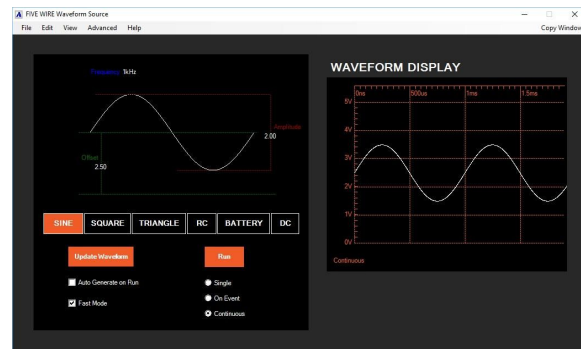 FIVE WIRE Waveform Source
File Edit View Advanced Help Copy Window
Frequency 1kHz
Amplitude
2.00
Offset
2.50
SINE SQUARE TRIANGLE RC BATTERY DC
Update Waveform Run
Auto Generate on Run
Fast Mode
Single
On Event
Continuous
WAVEFORM DISPLAY
0ns 500us 1ms 1.5ms
5V
4V
3V
2V
1V
0V
Continuous